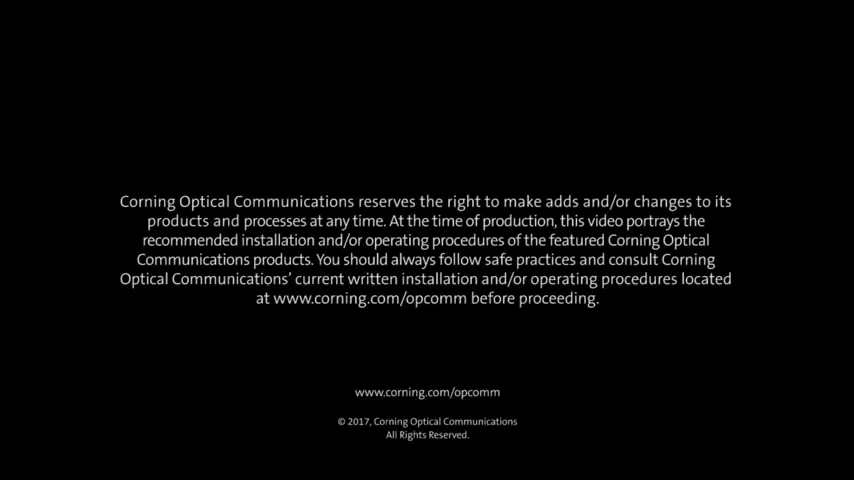 Corning Optical Communications reserves the right to make adds and/or changes to its
products and processes at any time. At the time of production, this video portrays the
recommended installation and/or operating procedures of the featured Corning Optical
Communications products. You should always follow safe practices and consult Corning
Optical Communications’ current written installation and/or operating procedures located
at www.corning.com/opcomm before proceeding.
www.corning.com/opcomm
© 2017, Corning Optical Communications
All Rights Reserved.